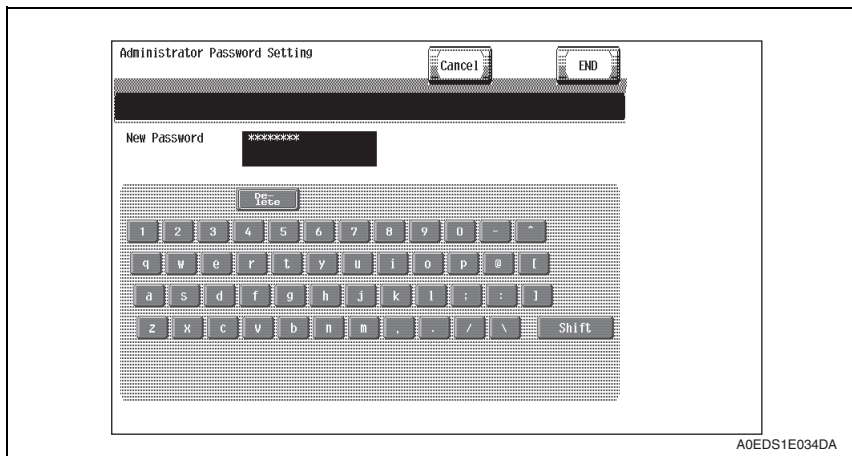 Administrator Password Setting
Cancel
END
New Password
********
De-
lete
1 2 3 4 5 6 7 8 9 0 - ^
q w e r t y u i o p @ [
a s d f g h j k l ; : ]
z x c v b n m , . / \ Shift
A0EDS1E034DA